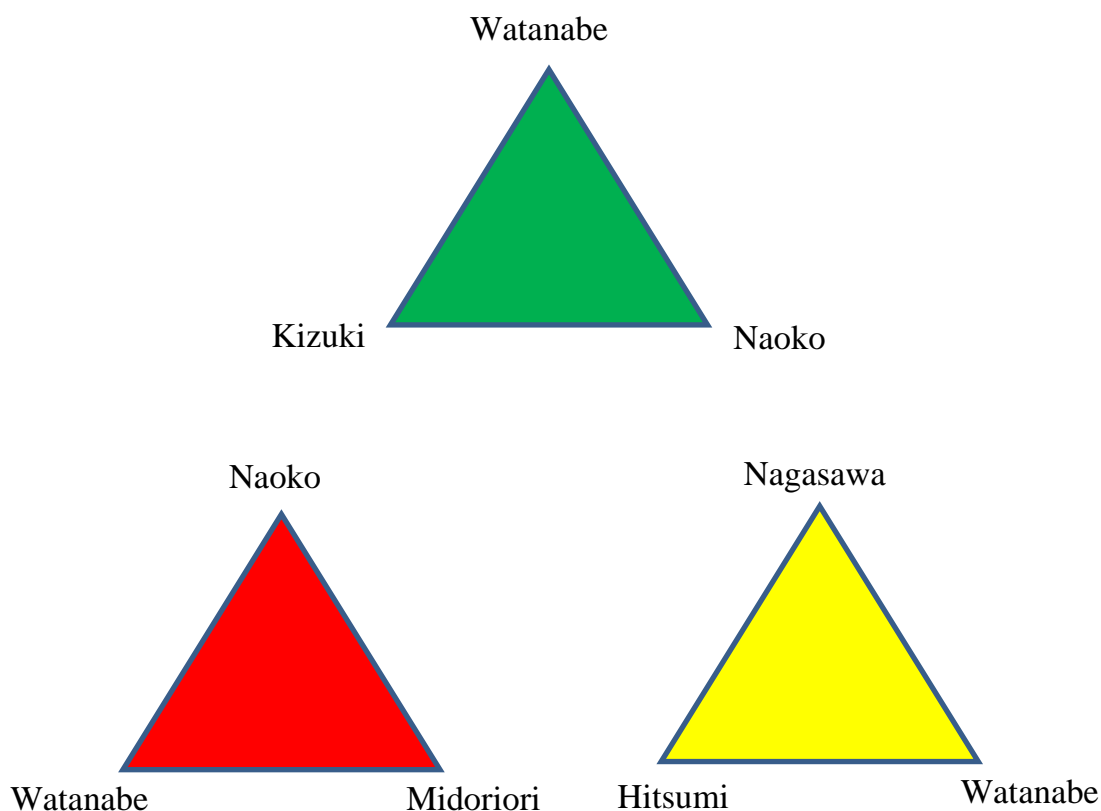 Watanabe
Kizuki
Naoko
Naoko
Nagasawa
Watanabe
Midoriori
Hitsumi
Watanabe